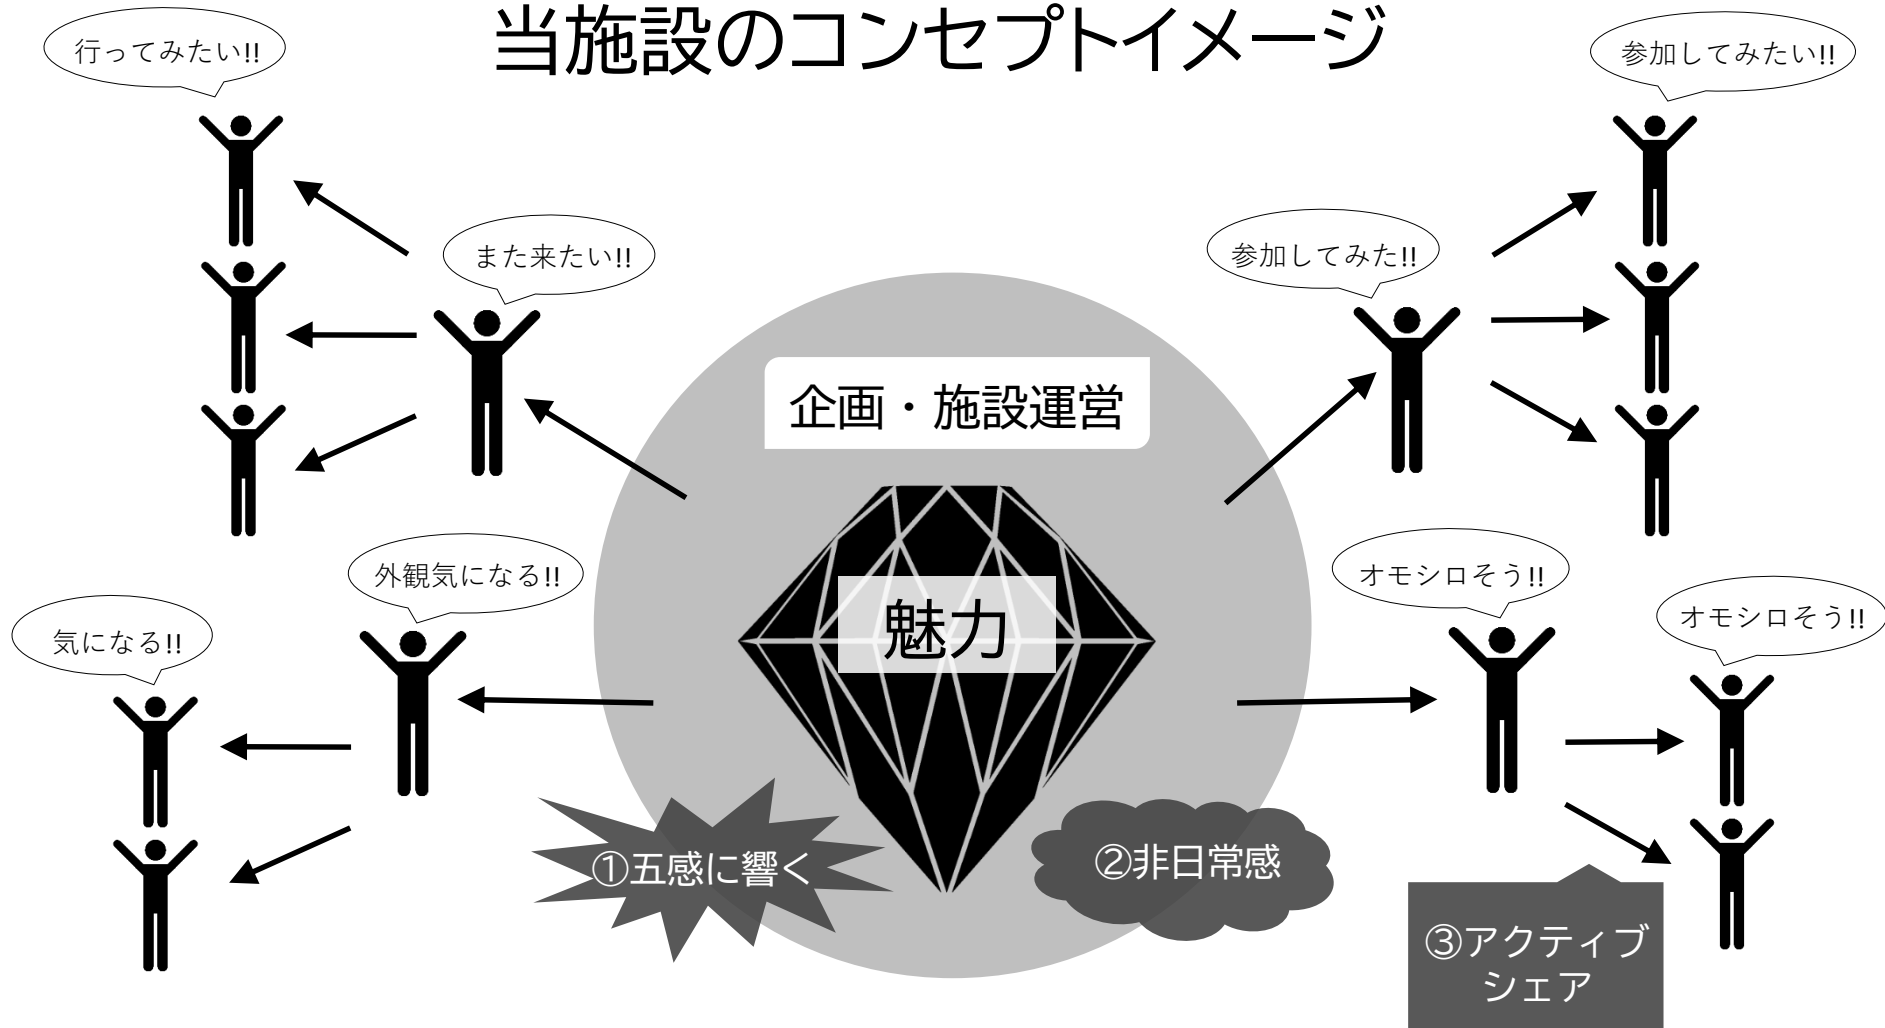 当施設のコンセプトイメージ
行ってみたい!!
参加してみたい!!
また来たい!!
参加してみた!!
企画・施設運営
外観気になる!!
オモシロそう!!
気になる!!
オモシロそう!!
魅力
①五感に響く
②非日常感
③アクティブ
シェア